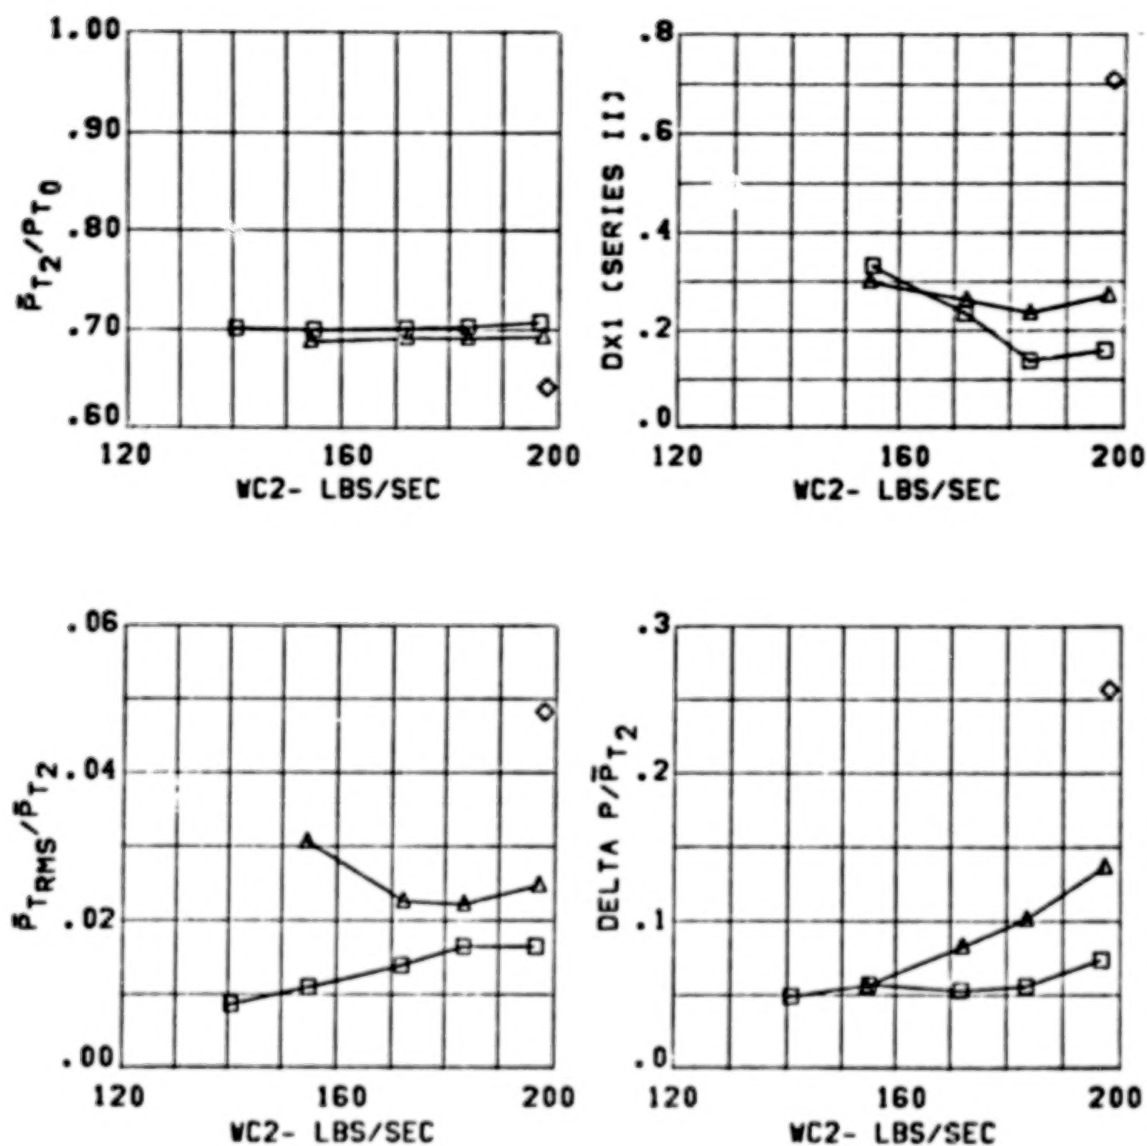 P̄T2/PT0
1.00
.90
.80
.70
.60
120 160 200
WC2- LBS/SEC
DX1 (SERIES II)
.8
.6
.4
.2
.0
120 160 200
WC2- LBS/SEC
P̄TRMS/P̄T2
.06
.04
.02
.00
120 160 200
WC2- LBS/SEC
DELTA P/P̄T2
.3
.2
.1
.0
120 160 200
WC2- LBS/SEC